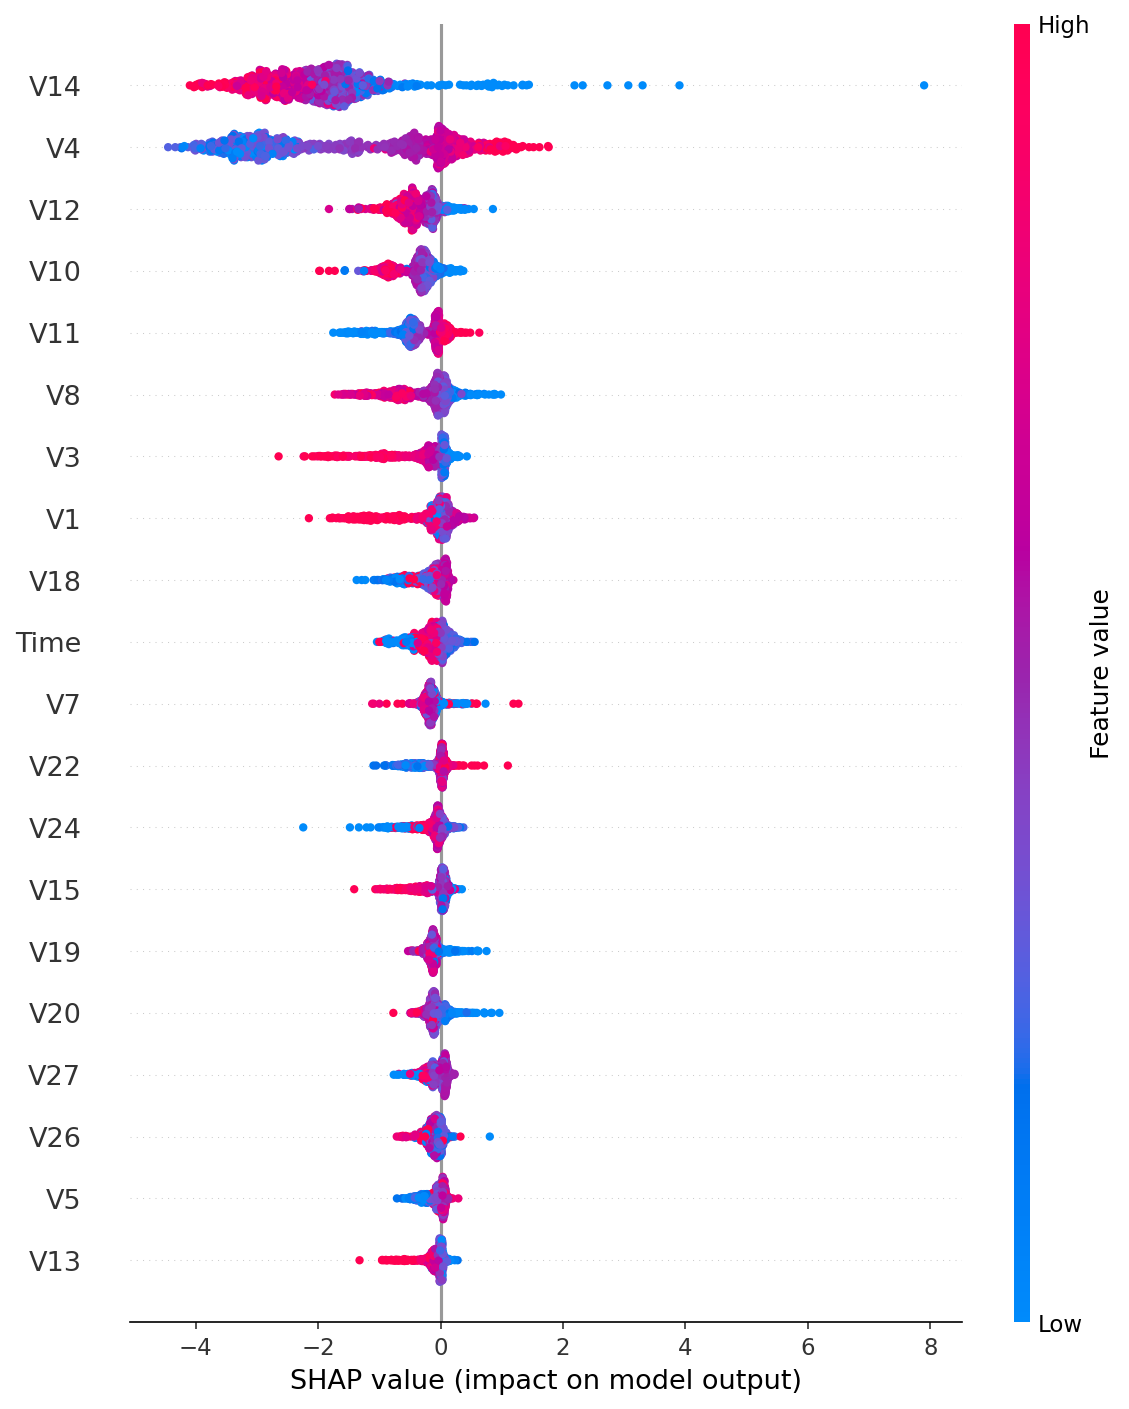 High
V14
V4
V12
V10
V11
V8
V3
V1
V18
Time
V7
V22
V24
V15
V19
V20
V27
V26
V5
V13
Feature value
Low
−4 −2 0 2 4 6 8
SHAP value (impact on model output)